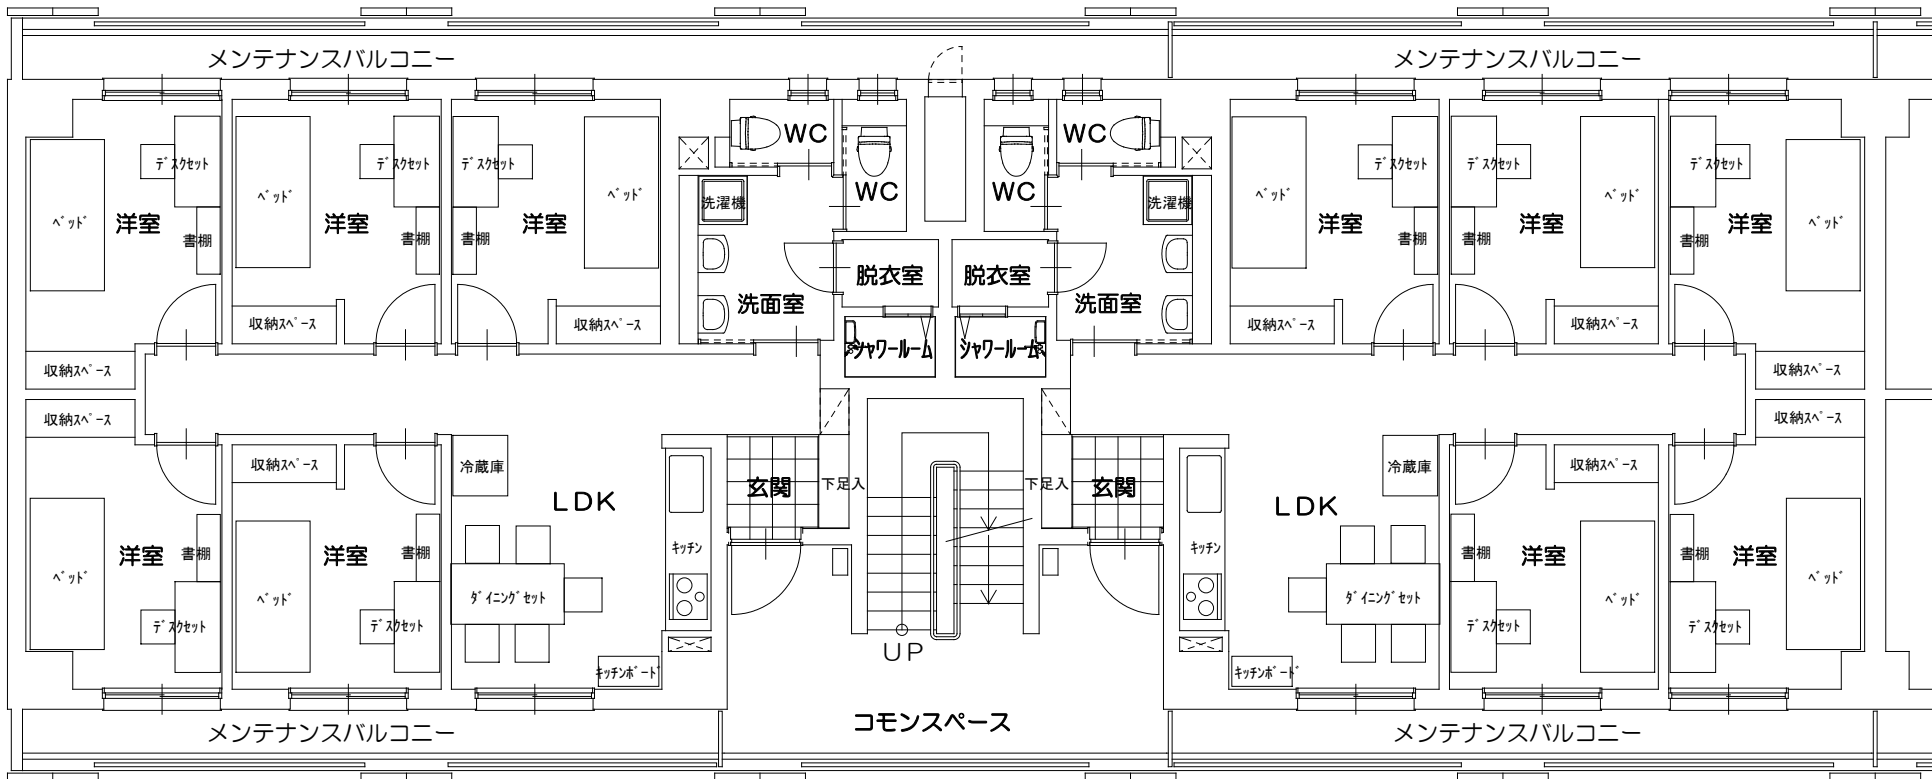 メンテナンスバルコニー
メンテナンスバルコニー
WC
WC
WC
WC
デスクセット
デスクセット
デスクセット
デスクセット
デスクセット
デスクセット
ベッド
ベッド
ベッド
ベッド
ベッド
ベッド
洗濯機
洗濯機
洋室
洋室
洋室
洋室
洋室
洋室
書棚
書棚
書棚
書棚
書棚
書棚
脱衣室
脱衣室
洗面室
洗面室
収納スペース
収納スペース
収納スペース
収納スペース
シャワールーム
シャワールーム
収納スペース
収納スペース
収納スペース
収納スペース
収納スペース
冷蔵庫
冷蔵庫
収納スペース
玄関
下足入
下足入
玄関
LDK
LDK
洋室
書棚
洋室
書棚
キッチン
キッチン
書棚
洋室
書棚
洋室
ベッド
ベッド
ダイニングセット
ダイニングセット
ベッド
ベッド
デスクセット
デスクセット
デスクセット
デスクセット
UP
キッチンボード
キッチンボード
コモンスペース
メンテナンスバルコニー
メンテナンスバルコニー